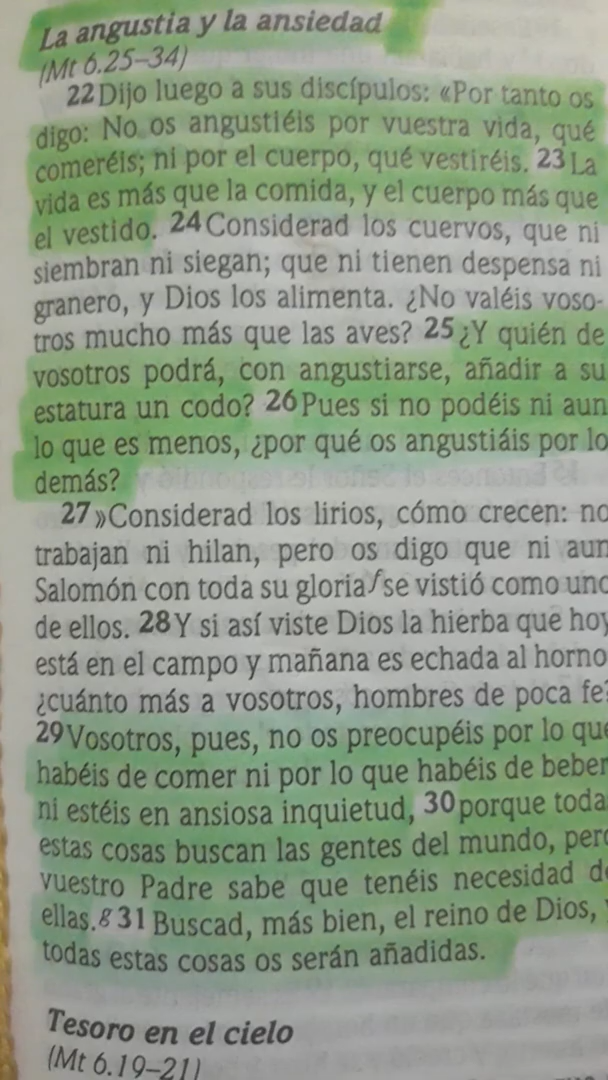 La angustia y la ansiedad
(Mt 6.25–34)
22 Dijo luego a sus discípulos: «Por tanto os
digo: No os angustiéis por vuestra vida, qué
comeréis; ni por el cuerpo, qué vestiréis. 23 La
vida es más que la comida, y el cuerpo más que
el vestido. 24 Considerad los cuervos, que ni
siembran ni siegan; que ni tienen despensa ni
granero, y Dios los alimenta. ¿No valéis voso-
tros mucho más que las aves? 25 ¿Y quién de
vosotros podrá, con angustiarse, añadir a su
estatura un codo? 26 Pues si no podéis ni aun
lo que es menos, ¿por qué os angustiáis por lo
demás?
27 »Considerad los lirios, cómo crecen: no
trabajan ni hilan, pero os digo que ni aun
Salomón con toda su gloria f se vistió como uno
de ellos. 28 Y si así viste Dios la hierba que hoy
está en el campo y mañana es echada al horno
¿cuánto más a vosotros, hombres de poca fe?
29 Vosotros, pues, no os preocupéis por lo que
habéis de comer ni por lo que habéis de beber
ni estéis en ansiosa inquietud, 30 porque toda
estas cosas buscan las gentes del mundo, pero
vuestro Padre sabe que tenéis necesidad de
ellas. g 31 Buscad, más bien, el reino de Dios,
todas estas cosas os serán añadidas.
Tesoro en el cielo
(Mt 6.19–21)